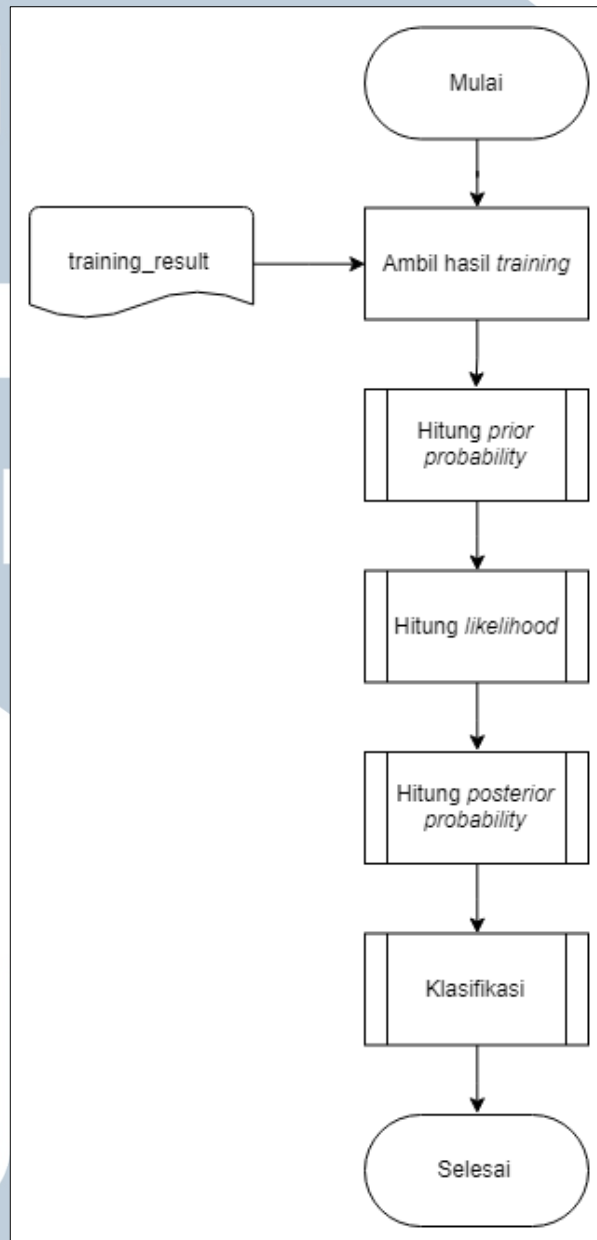 Mulai
training_result
Ambil hasil training
Hitung prior
probability
Hitung likelihood
Hitung posterior
probability
Klasifikasi
Selesai